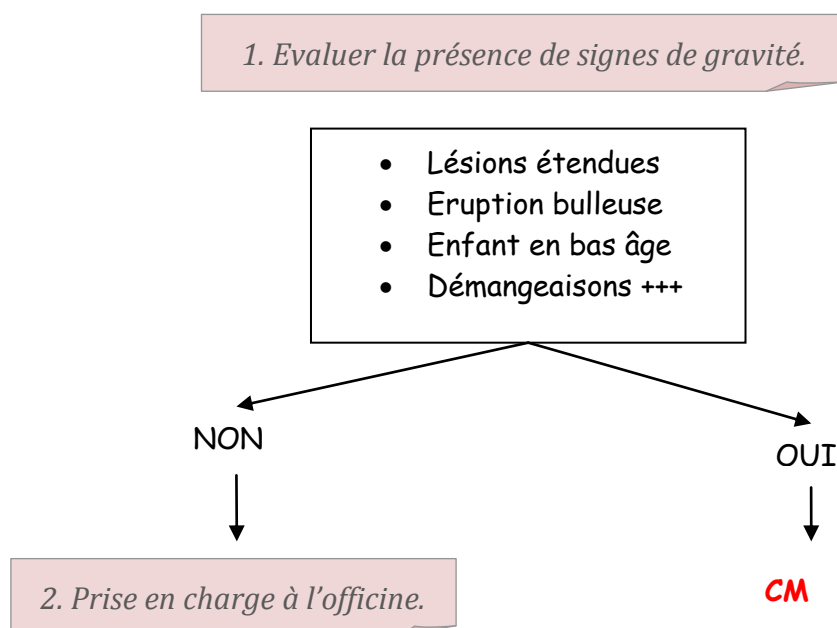 1. Evaluer la présence de signes de gravité.
• Lésions étendues
• Eruption bulleuse
• Enfant en bas âge
• Démangeaisons +++
NON
OUI
2. Prise en charge à l'officine.
CM